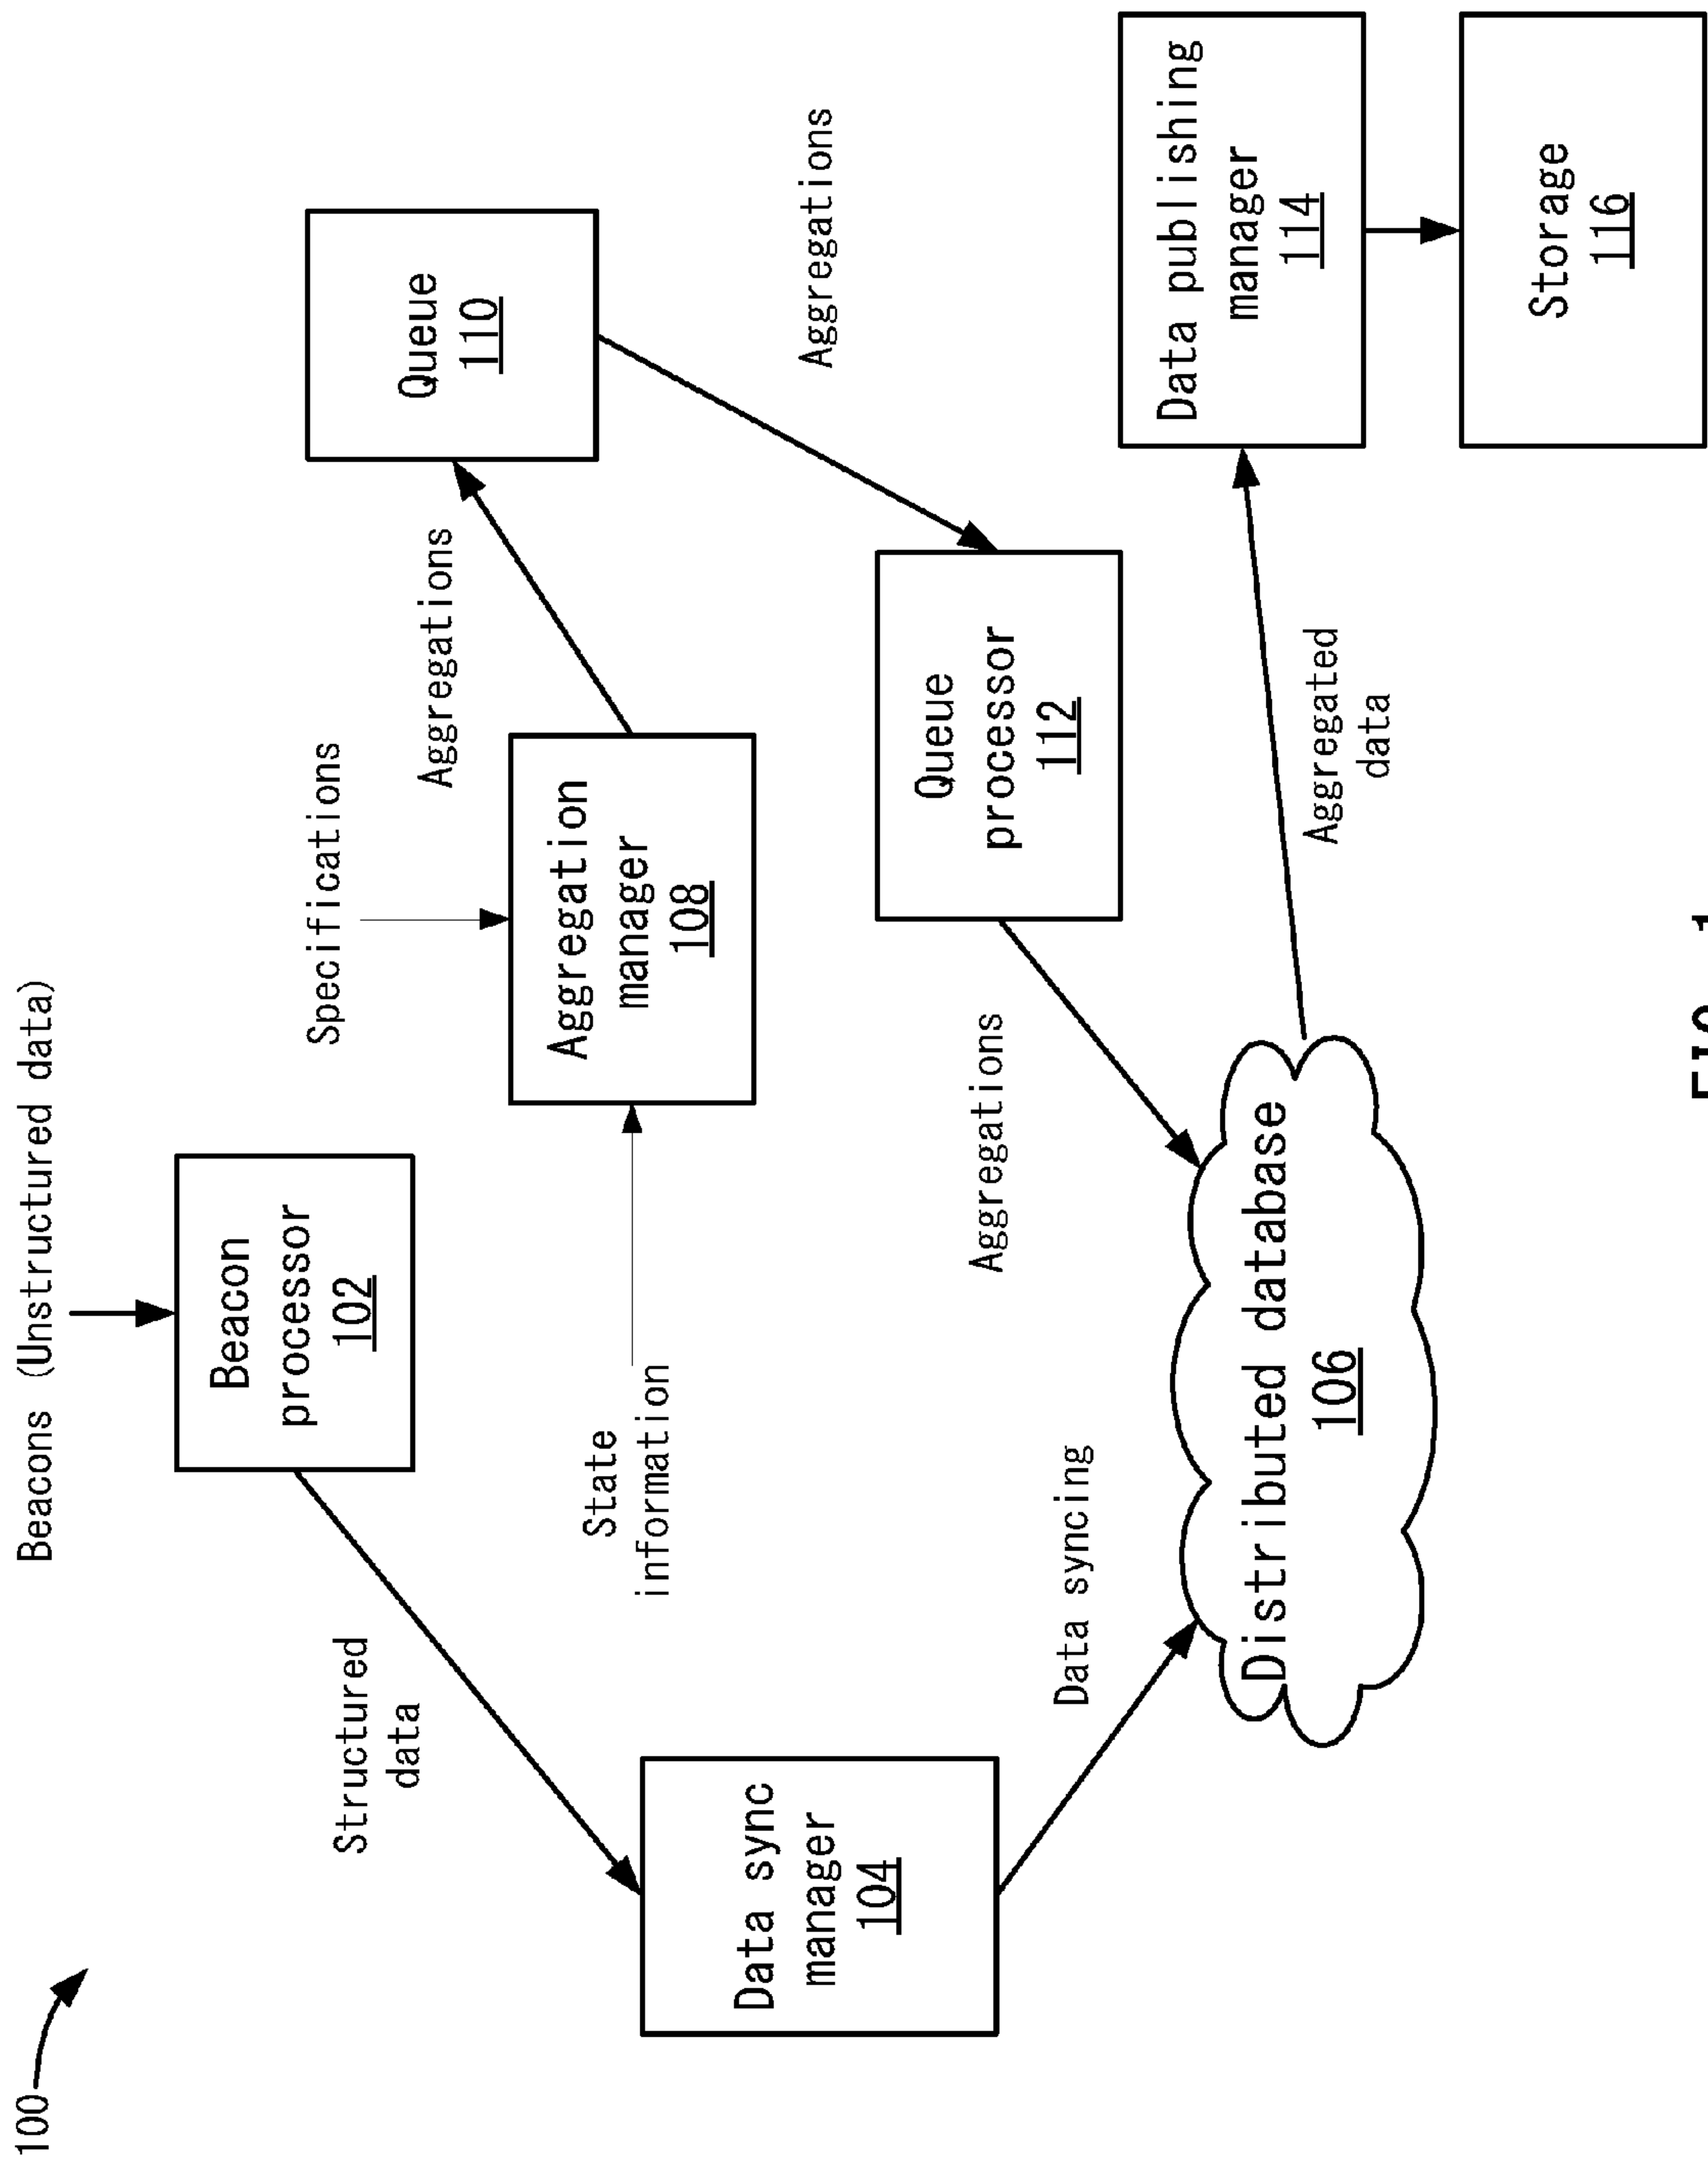 100
Beacons (Unstructured data)
Beacon
processor
102
Structured
data
Data sync
manager
104
Data syncing
State
information
Specifications
Aggregation
manager
108
Aggregations
Queue
110
Aggregations
Queue
processor
112
Aggregations
Distributed database
106
Aggregated
data
Data publishing
manager
114
Storage
116